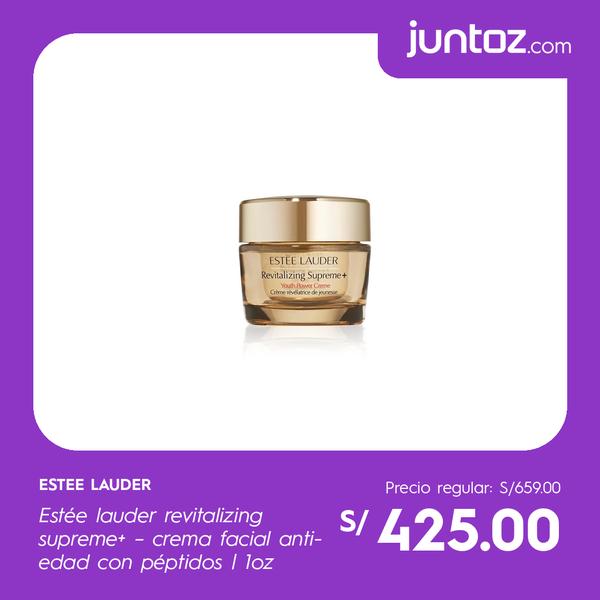 juntoz.com
ESTĒE LAUDER
Revitalizing Supreme+
Youth Power Creme
Crème révélatrice de jeunesse
ESTEE LAUDER
Precio regular: S/659.00
Estée lauder revitalizing
supreme+ - crema facial anti-
edad con péptidos | 1oz
S/ 425.00